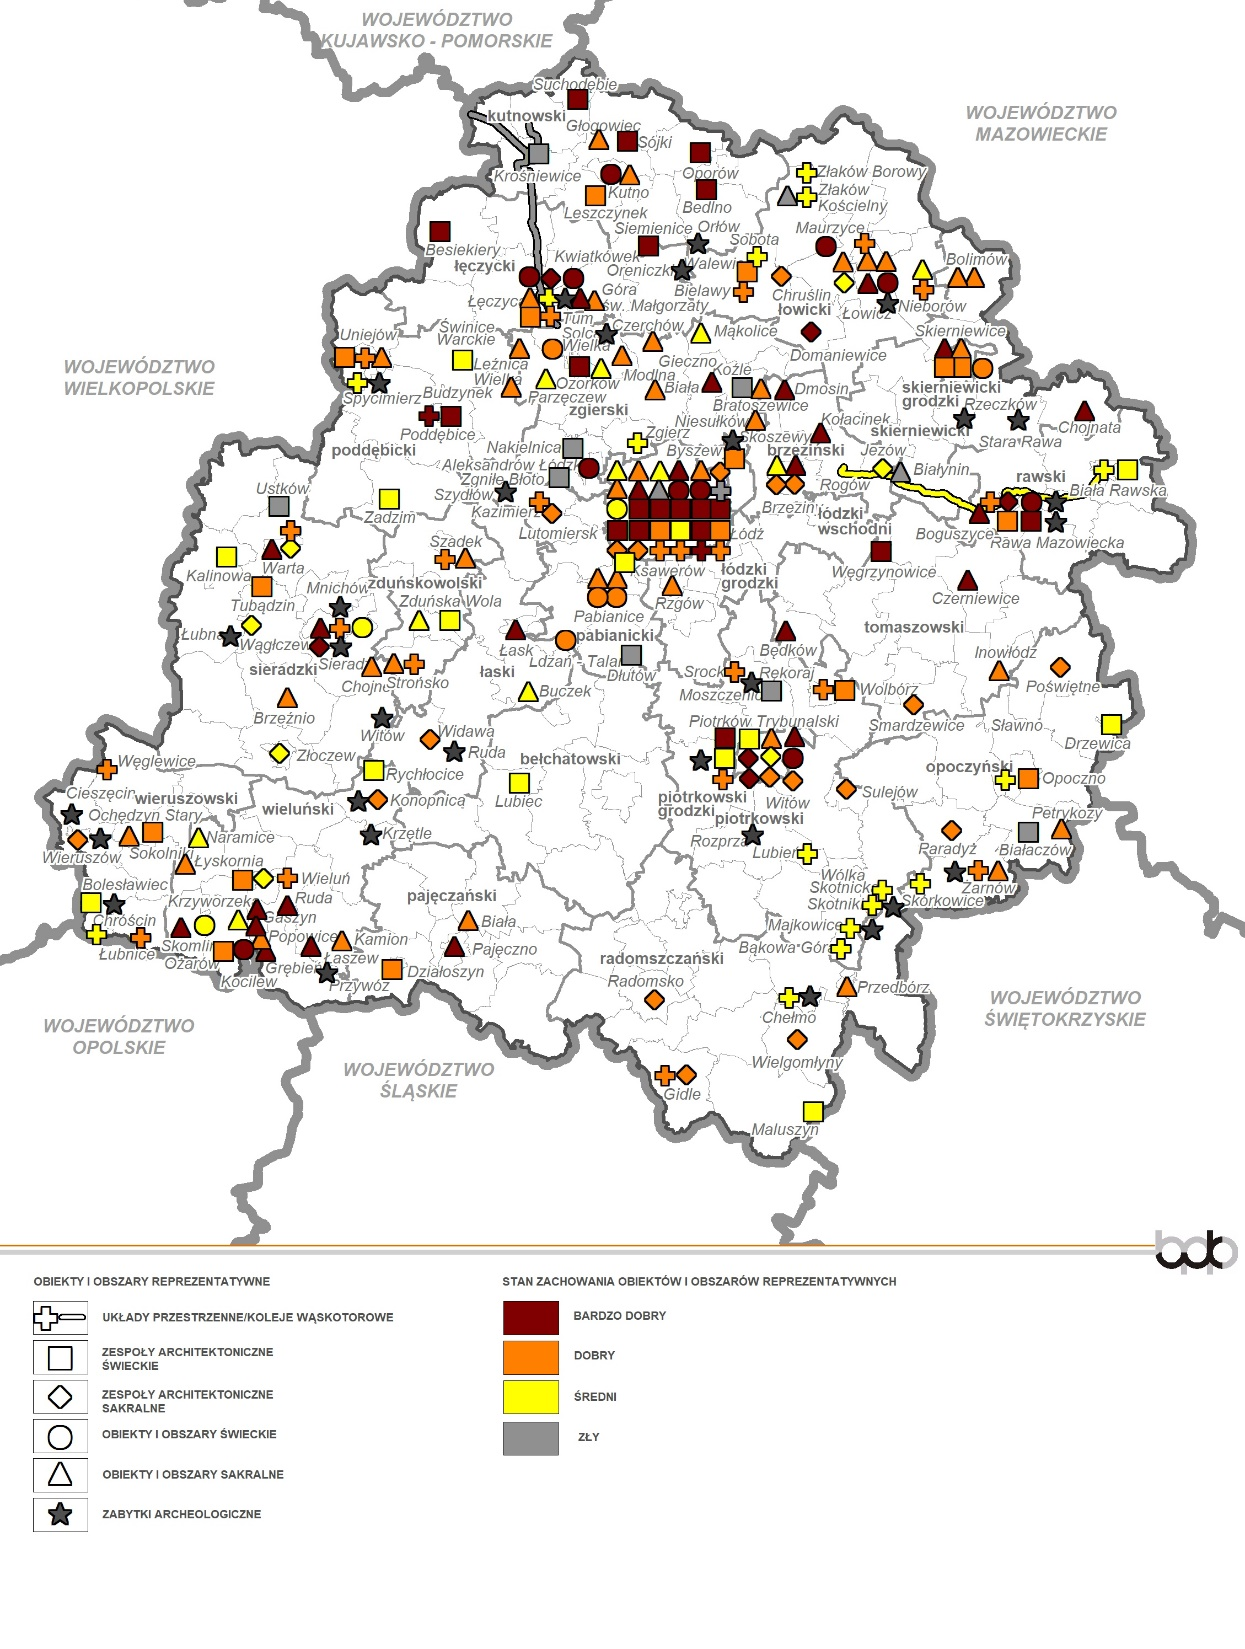 WOJEWÓDZTWO
KUJAWSKO - POMORSKIE
WOJEWÓDZTWO
MAZOWIECKIE
WOJEWÓDZTWO
WIELKOPOLSKIE
Suchodębie
kutnowski
Głogowiec
Sójki
Krośniewice
Oporów
Złaków Borowy
Złaków
Kościelny
Kutno
Leszczynek
Bedlno
Siemienice
Orłów
Sobota
Maurzyce
Besiekiery
łęczycki
Kwiatkówek
Oreniczki
Walewice
Bolimów
Łęczyca
Góra
św. Małgorzaty
Bielawy
Chruślin
łowicki
Łowicz
Nieborów
Uniejów
Świnice
Warckie
Tum
Solca
Wielka
Czerchów
Mąkolice
Domaniewice
Skierniewice
Leźnica
Wielka
Modlna
Gieczno
Koźle
Spycimierz
Budzynek
Ozorków
Parzęczew
Biała
Dmosin
skierniewicki
grodzki
Rzeczków
zgierski
Bratoszewice
Niesułków
Kołacinek
skierniewicki
Stara Rawa
Chojnata
Poddębice
poddębicki
Nakielnica
Zgierz
Byszewy
Skoszewy
brzeziński
Jeżów
Białynin
rawski
Aleksandrów Łódzki
Zgniłe Błoto
Szydłów
Rogów
Biała Rawska
Ustków
Zadzim
Kazimierz
Lutomiersk
Brzeziny
łódzki
wschodni
Łódź
Boguszyce
Rawa Mazowiecka
Warta
Szadek
Kalinowa
Mnichów
zduńskowolski
Ksawerów
łódzki
grodzki
Węgrzynowice
Czerniewice
Tubądzin
Zduńska Wola
Rzgów
Pabianice
pabianicki
tomaszowski
Wągłczew
Łask
Będków
Inowłódz
sieradzki
Sieradz
Chojne
Strońsko
łaski
Ldzań - Talar
Dłutów
Srock
Rękoraj
Moszczenica
Wolbórz
Poświętne
Brzeźnio
Buczek
Smardzewice
Sławno
Witów
Widawa
Piotrków Trybunalski
Drzewica
Złoczew
Ruda
bełchatowski
opoczyński
Węglewice
Rychłocice
Opoczno
Cieszęcin
wieruszowski
wieluński
Konopnica
Lubiec
piotrkowski
grodzki
Witów
Sulejów
piotrkowski
Ochędzyn Stary
Petrykozy
Wieruszów
Sokolniki
Naramice
Krzętle
Rozprza
Lubień
Paradyż
Białaczów
Łyskornia
Bolesławiec
Wieluń
pajęczański
Wólka
Skotnicka
Skotniki
Żarnów
Skórkowice
Krzyworzeka
Ruda
Gaszyn
Chróścin
Biała
Majkowice
Popowice
Skomlin
Kamion
Bąkowa Góra
Łubnice
Ożarów
Łaszew
Pajęczno
radomszczański
Grębień
Kocilew
Przywóz
Działoszyn
Radomsko
Przedbórz
Chełmo
WOJEWÓDZTWO
OPOLSKIE
WOJEWÓDZTWO
ŚWIĘTOKRZYSKIE
WOJEWÓDZTWO
ŚLĄSKIE
Wielgomłyny
Gidle
Maluszyn
bdp
OBIEKTY I OBSZARY REPREZENTATYWNE
UKŁADY PRZESTRZENNE/KOLEJE WĄSKOTOROWE
ZESPOŁY ARCHITEKTONICZNE
ŚWIECKIE
ZESPOŁY ARCHITEKTONICZNE
SAKRALNE
OBIEKTY I OBSZARY ŚWIECKIE
OBIEKTY I OBSZARY SAKRALNE
ZABYTKI ARCHEOLOGICZNE
STAN ZACHOWANIA OBIEKTÓW I OBSZARÓW REPREZENTATYWNYCH
BARDZO DOBRY
DOBRY
ŚREDNI
ZŁY